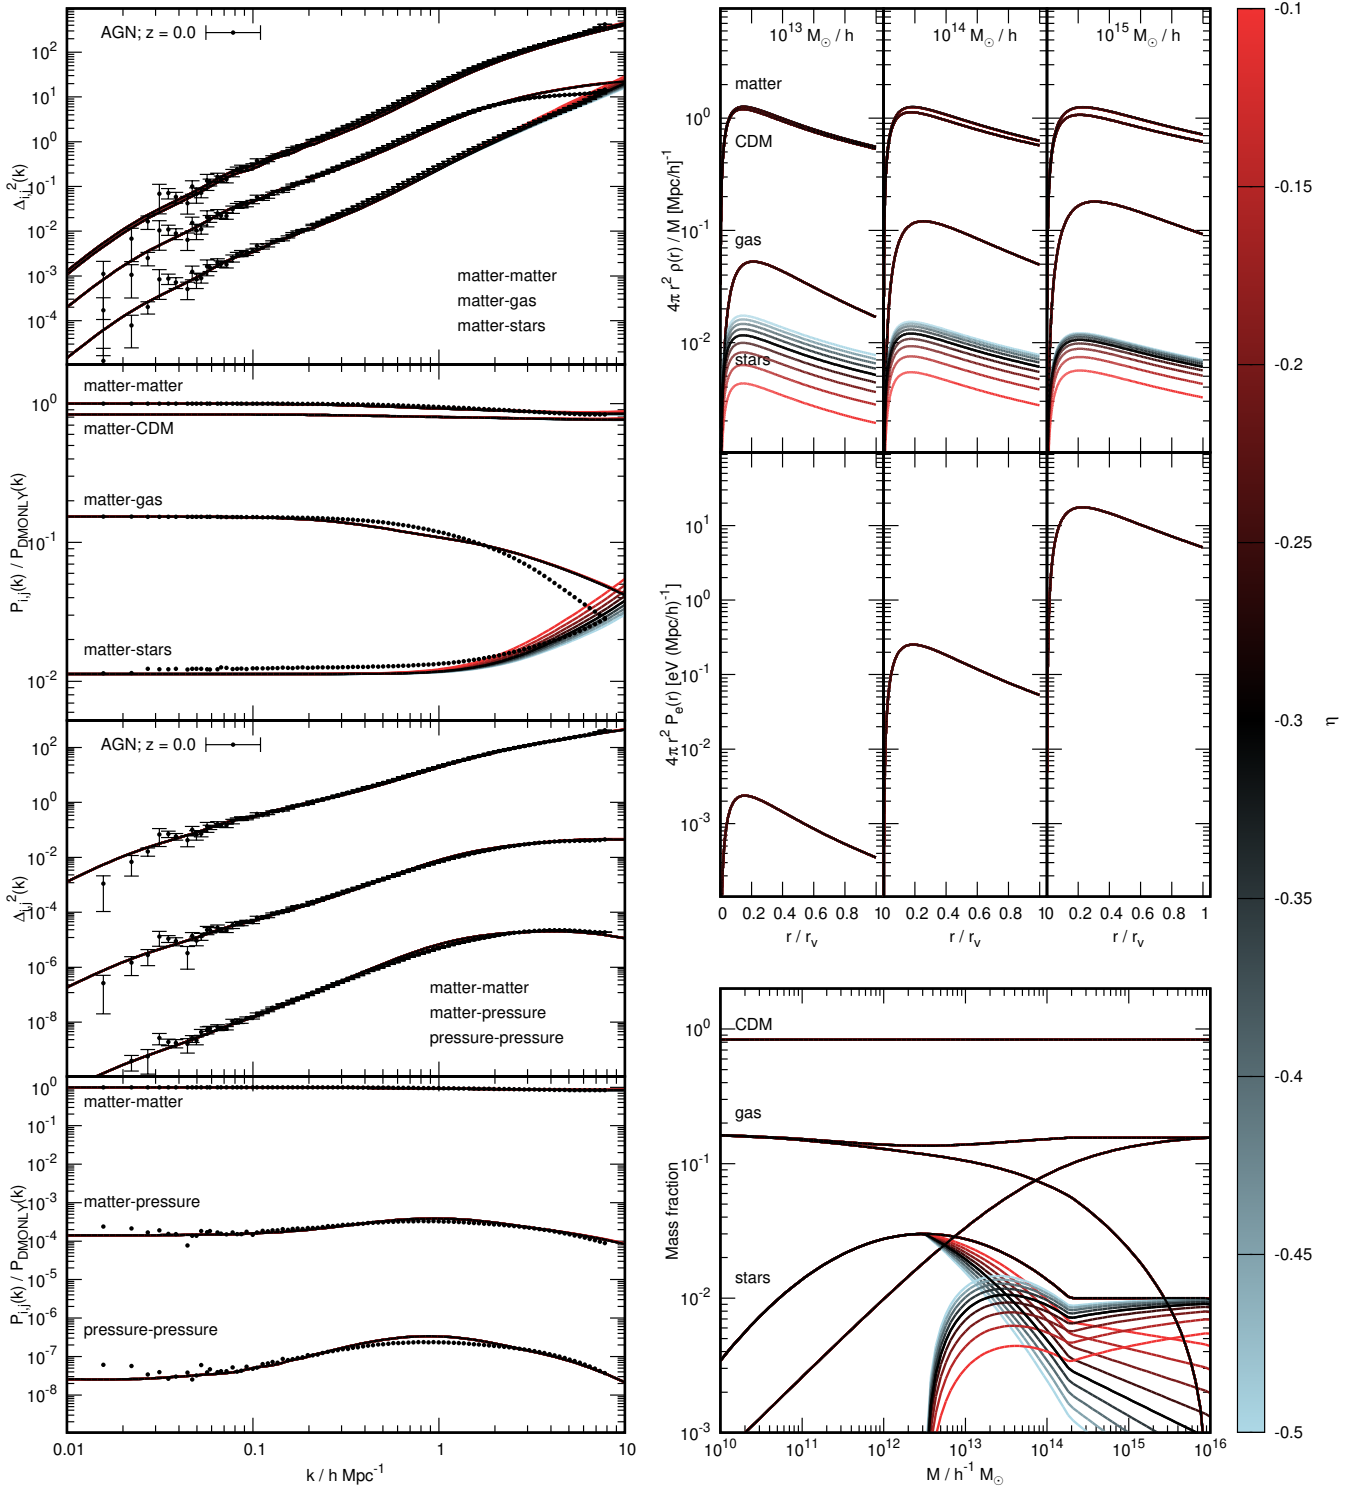 AGN; z = 0.0
10^2
10^1
10^0
10^-1
10^-2
10^-3
10^-4
Δ_{i,j}^2(k)
matter-matter
matter-gas
matter-stars
matter-matter
matter-CDM
matter-gas
matter-stars
10^0
10^-1
10^-2
P_{i,j}(k) / P_{DMONLY}(k)
AGN; z = 0.0
10^2
10^0
10^-2
10^-4
10^-6
10^-8
Δ_{i,j}^2(k)
matter-matter
matter-pressure
pressure-pressure
10^0
10^-1
10^-2
10^-3
10^-4
10^-5
10^-6
10^-7
10^-8
P_{i,j}(k) / P_{DMONLY}(k)
matter-matter
matter-pressure
pressure-pressure
0.01 0.1 1 10
k / h Mpc^-1
10^13 M_⊙ / h
10^14 M_⊙ / h
10^15 M_⊙ / h
matter
CDM
gas
stars
10^0
10^-1
10^-2
4π r^2 ρ(r) / M [Mpc/h]^-1
10^1
10^0
10^-1
10^-2
10^-3
4π r^2 P_e(r) [eV (Mpc/h)^-1]
0 0.2 0.4 0.6 0.8 1
0 0.2 0.4 0.6 0.8 1
0 0.2 0.4 0.6 0.8 1
r / r_v
r / r_v
r / r_v
CDM
gas
stars
10^0
10^-1
10^-2
10^-3
Mass fraction
10^10 10^11 10^12 10^13 10^14 10^15 10^16
M / h^-1 M_⊙
-0.1
-0.15
-0.2
-0.25
-0.3
-0.35
-0.4
-0.45
-0.5
η